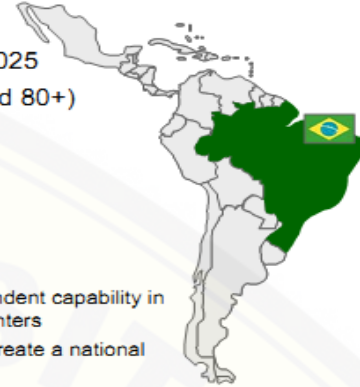 025
d 80+)
ndent capability in
nters
reate a national